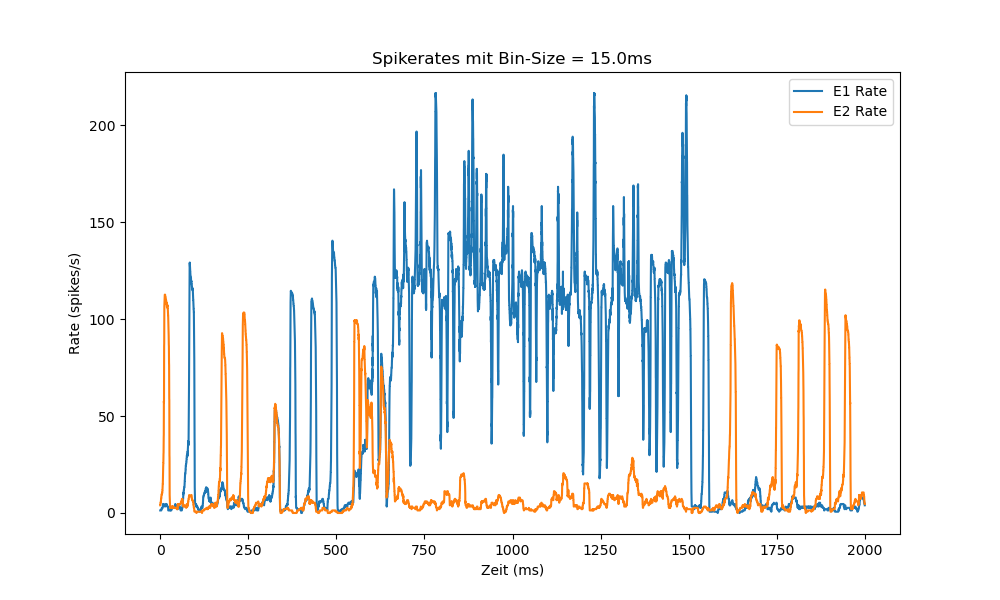 Spikerates mit Bin-Size = 15.0ms
E1 Rate
E2 Rate
Rate (spikes/s)
200
150
100
50
0
0 250 500 750 1000 1250 1500 1750 2000
Zeit (ms)